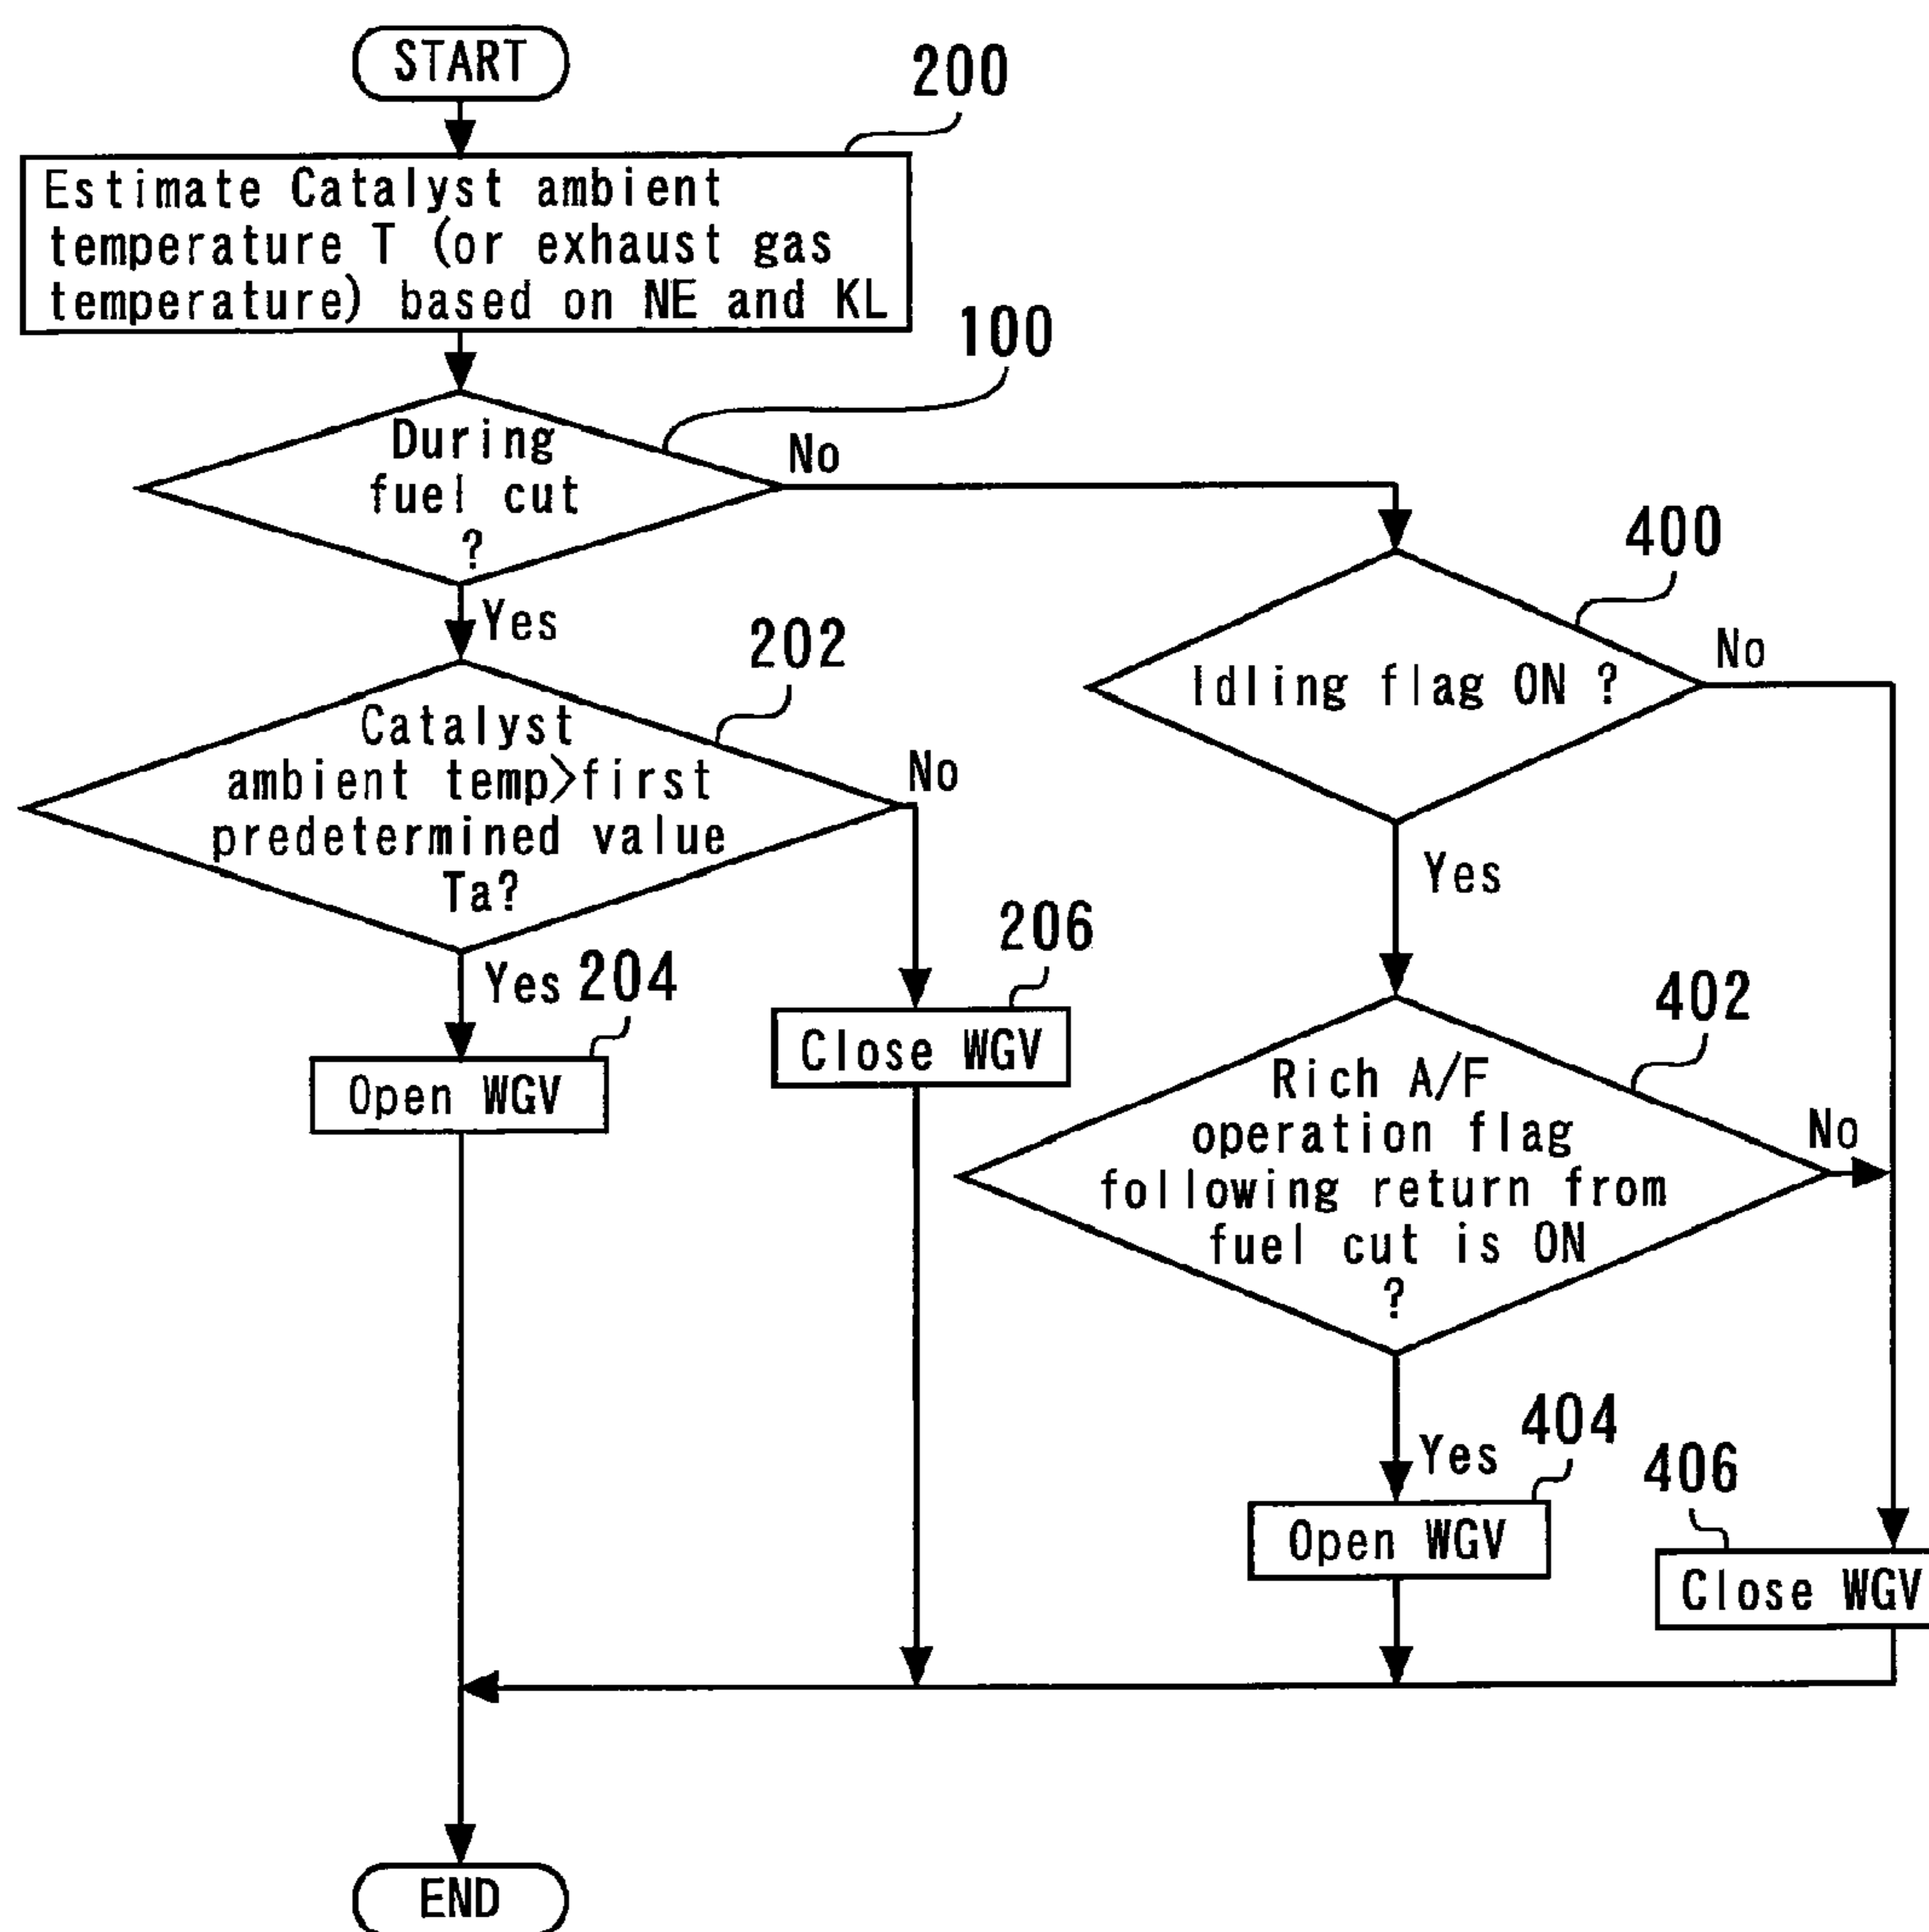 START
200
Estimate Catalyst ambient
temperature T (or exhaust gas
temperature) based on NE and KL
100
During
fuel cut
?
No
Yes
400
Idling flag ON ?
No
Yes
202
Catalyst
ambient temp>first
predetermined value
Ta?
No
Yes
204
Open WGV
206
Close WGV
402
Rich A/F
operation flag
following return from
fuel cut is ON
?
No
Yes
404
Open WGV
406
Close WGV
END